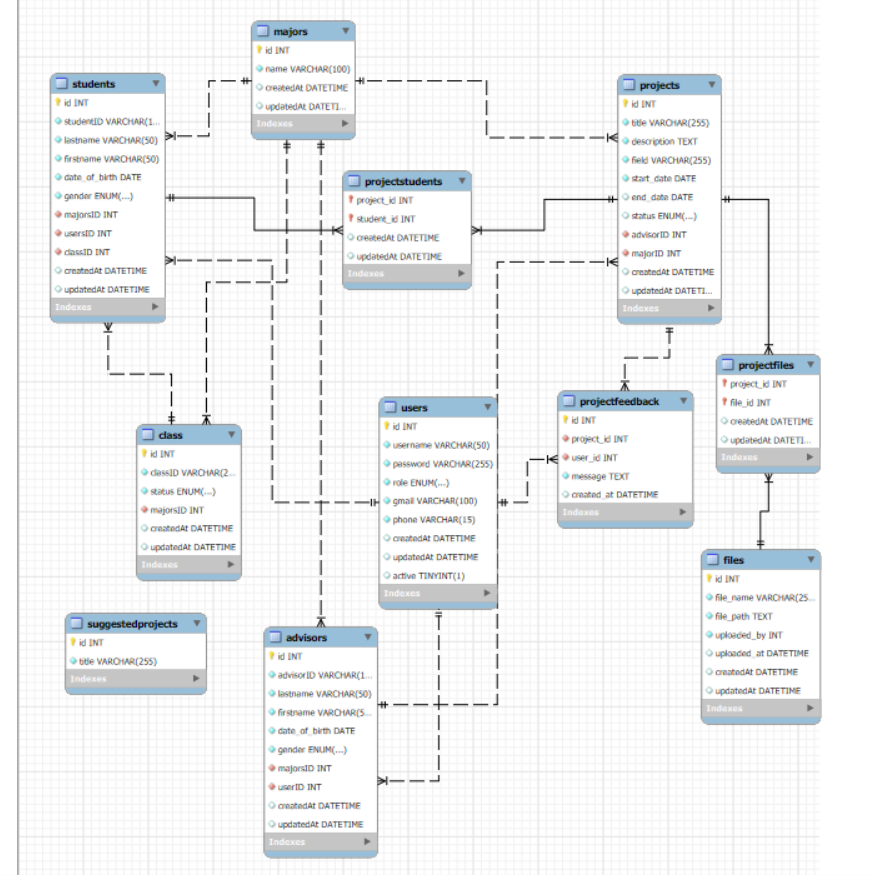 majors
id INT
name VARCHAR(100)
createdAt DATETIME
updatedAt DATETI...
Indexes
students
id INT
studentID VARCHAR(1...
lastname VARCHAR(50)
firstname VARCHAR(50)
date_of_birth DATE
gender ENUM(...)
majorsID INT
usersID INT
classID INT
createdAt DATETIME
updatedAt DATETIME
Indexes
projects
id INT
title VARCHAR(255)
description TEXT
field VARCHAR(255)
start_date DATE
end_date DATE
status ENUM(...)
advisorID INT
majorID INT
createdAt DATETIME
updatedAt DATETI...
Indexes
projectstudents
project_id INT
student_id INT
createdAt DATETIME
updatedAt DATETIME
Indexes
projectfiles
project_id INT
file_id INT
createdAt DATETIME
updatedAt DATETI...
Indexes
projectfeedback
id INT
project_id INT
user_id INT
message TEXT
created_at DATETIME
Indexes
users
id INT
username VARCHAR(50)
password VARCHAR(255)
role ENUM(...)
gmail VARCHAR(100)
phone VARCHAR(15)
createdAt DATETIME
updatedAt DATETIME
active TINYINT(1)
Indexes
class
id INT
classID VARCHAR(2...
status ENUM(...)
majorsID INT
createdAt DATETIME
updatedAt DATETIME
Indexes
files
id INT
file_name VARCHAR(25...
file_path TEXT
uploaded_by INT
uploaded_at DATETIME
createdAt DATETIME
updatedAt DATETIME
Indexes
suggestedprojects
id INT
title VARCHAR(255)
Indexes
advisors
id INT
advisorID VARCHAR(1...
lastname VARCHAR(50)
firstname VARCHAR(5...
date_of_birth DATE
gender ENUM(...)
majorsID INT
userID INT
createdAt DATETIME
updatedAt DATETIME
Indexes